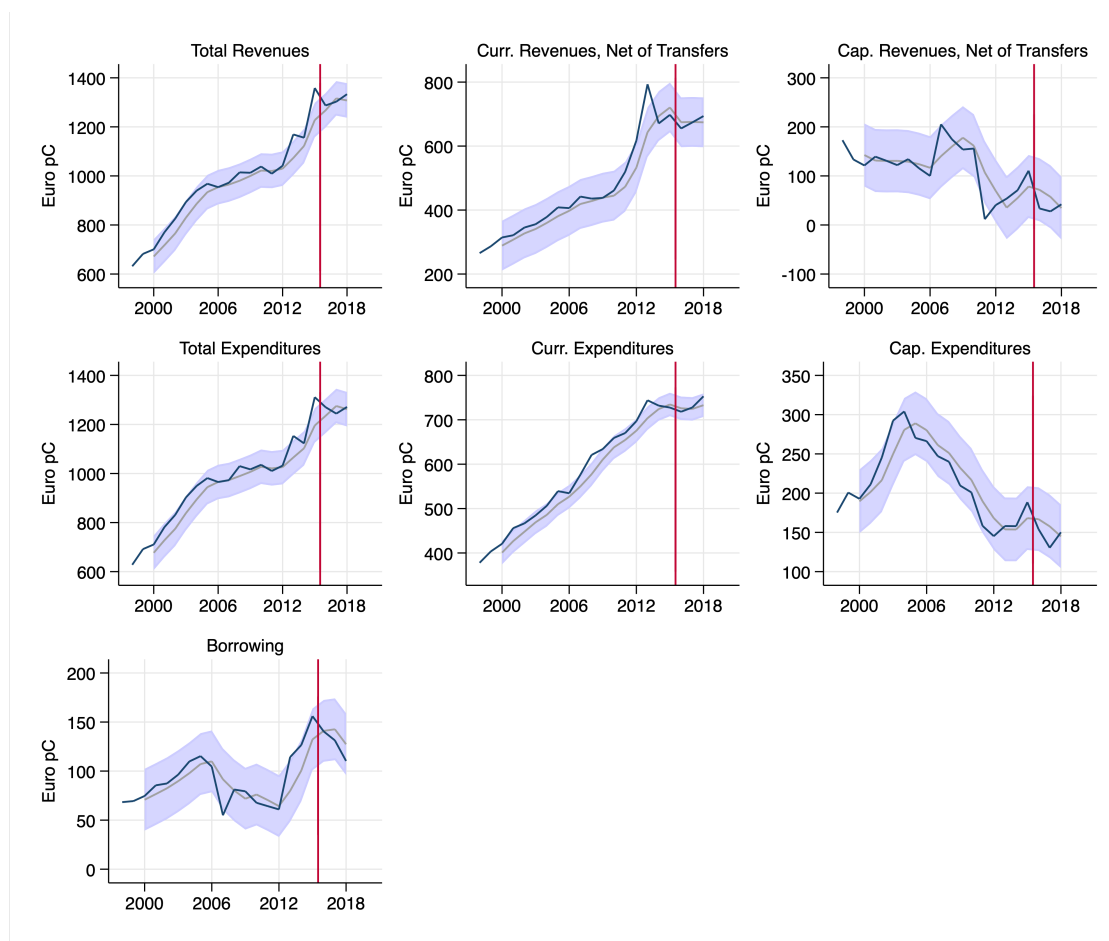 Total Revenues
Curr. Revenues, Net of Transfers
Cap. Revenues, Net of Transfers
Euro pC
1400
1200
1000
800
600
2000 2006 2012 2018
Euro pC
800
600
400
200
2000 2006 2012 2018
Euro pC
300
200
100
0
-100
2000 2006 2012 2018
Total Expenditures
Curr. Expenditures
Cap. Expenditures
Euro pC
1400
1200
1000
800
600
2000 2006 2012 2018
Euro pC
800
700
600
500
400
2000 2006 2012 2018
Euro pC
350
300
250
200
150
100
2000 2006 2012 2018
Borrowing
Euro pC
200
150
100
50
0
2000 2006 2012 2018